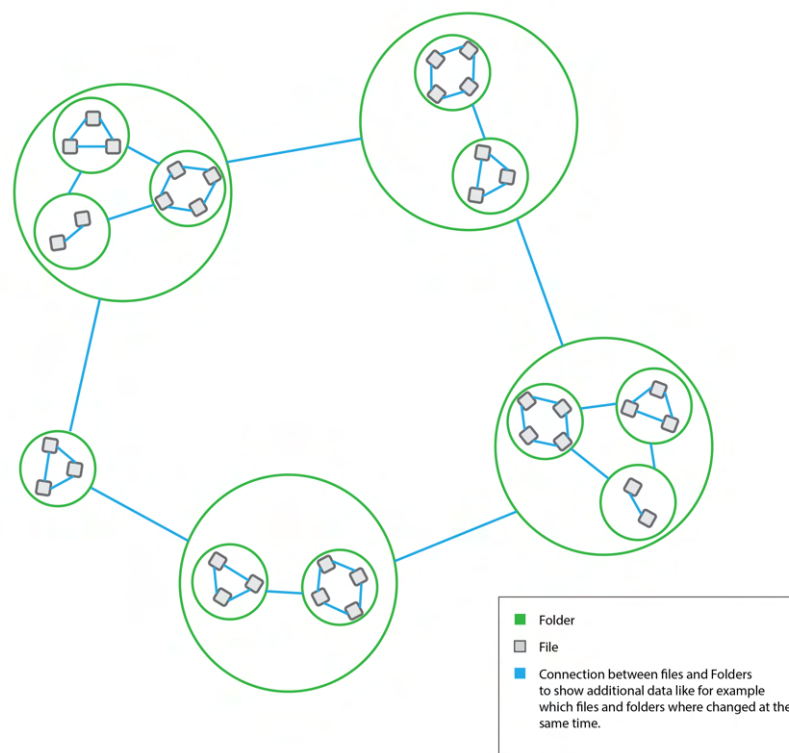 Folder
File
Connection between files and Folders
to show additional data like for example
which files and folders where changed at the
same time.